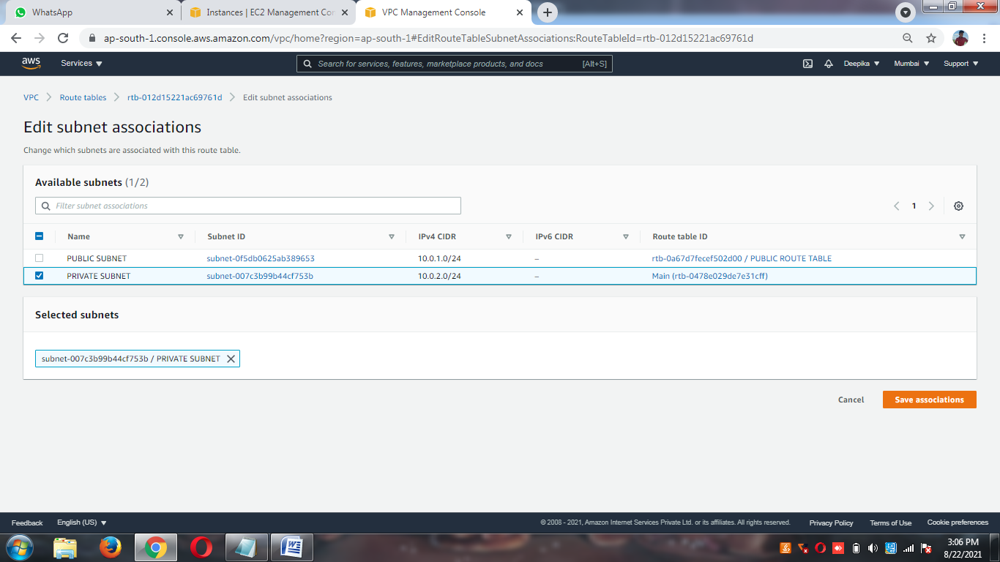 WhatsApp
Instances | EC2 Management Cor
VPC Management Console
ap-south-1.console.aws.amazon.com/vpc/home?region=ap-south-1#EditRouteTableSubnetAssociations:RouteTableId=rtb-012d15221ac69761d
aws Services Search for services, features, marketplace products, and docs [Alt+S] Deepika Mumbai Support
VPC Route tables rtb-012d15221ac69761d Edit subnet associations
Edit subnet associations
Change which subnets are associated with this route table.
Available subnets (1/2)
Filter subnet associations
1
Name Subnet ID IPv4 CIDR IPv6 CIDR Route table ID
PUBLIC SUBNET subnet-0f5db0625ab389653 10.0.1.0/24 – rtb-0a67d7fecef502d00 / PUBLIC ROUTE TABLE
PRIVATE SUBNET subnet-007c3b99b44cf753b 10.0.2.0/24 – Main (rtb-0478e029de7e31cff)
Selected subnets
subnet-007c3b99b44cf753b / PRIVATE SUBNET
Cancel Save associations
Feedback English (US) © 2008 - 2021, Amazon Internet Services Private Ltd. or its affiliates. All rights reserved. Privacy Policy Terms of Use Cookie preferences
3:06 PM
8/22/2021